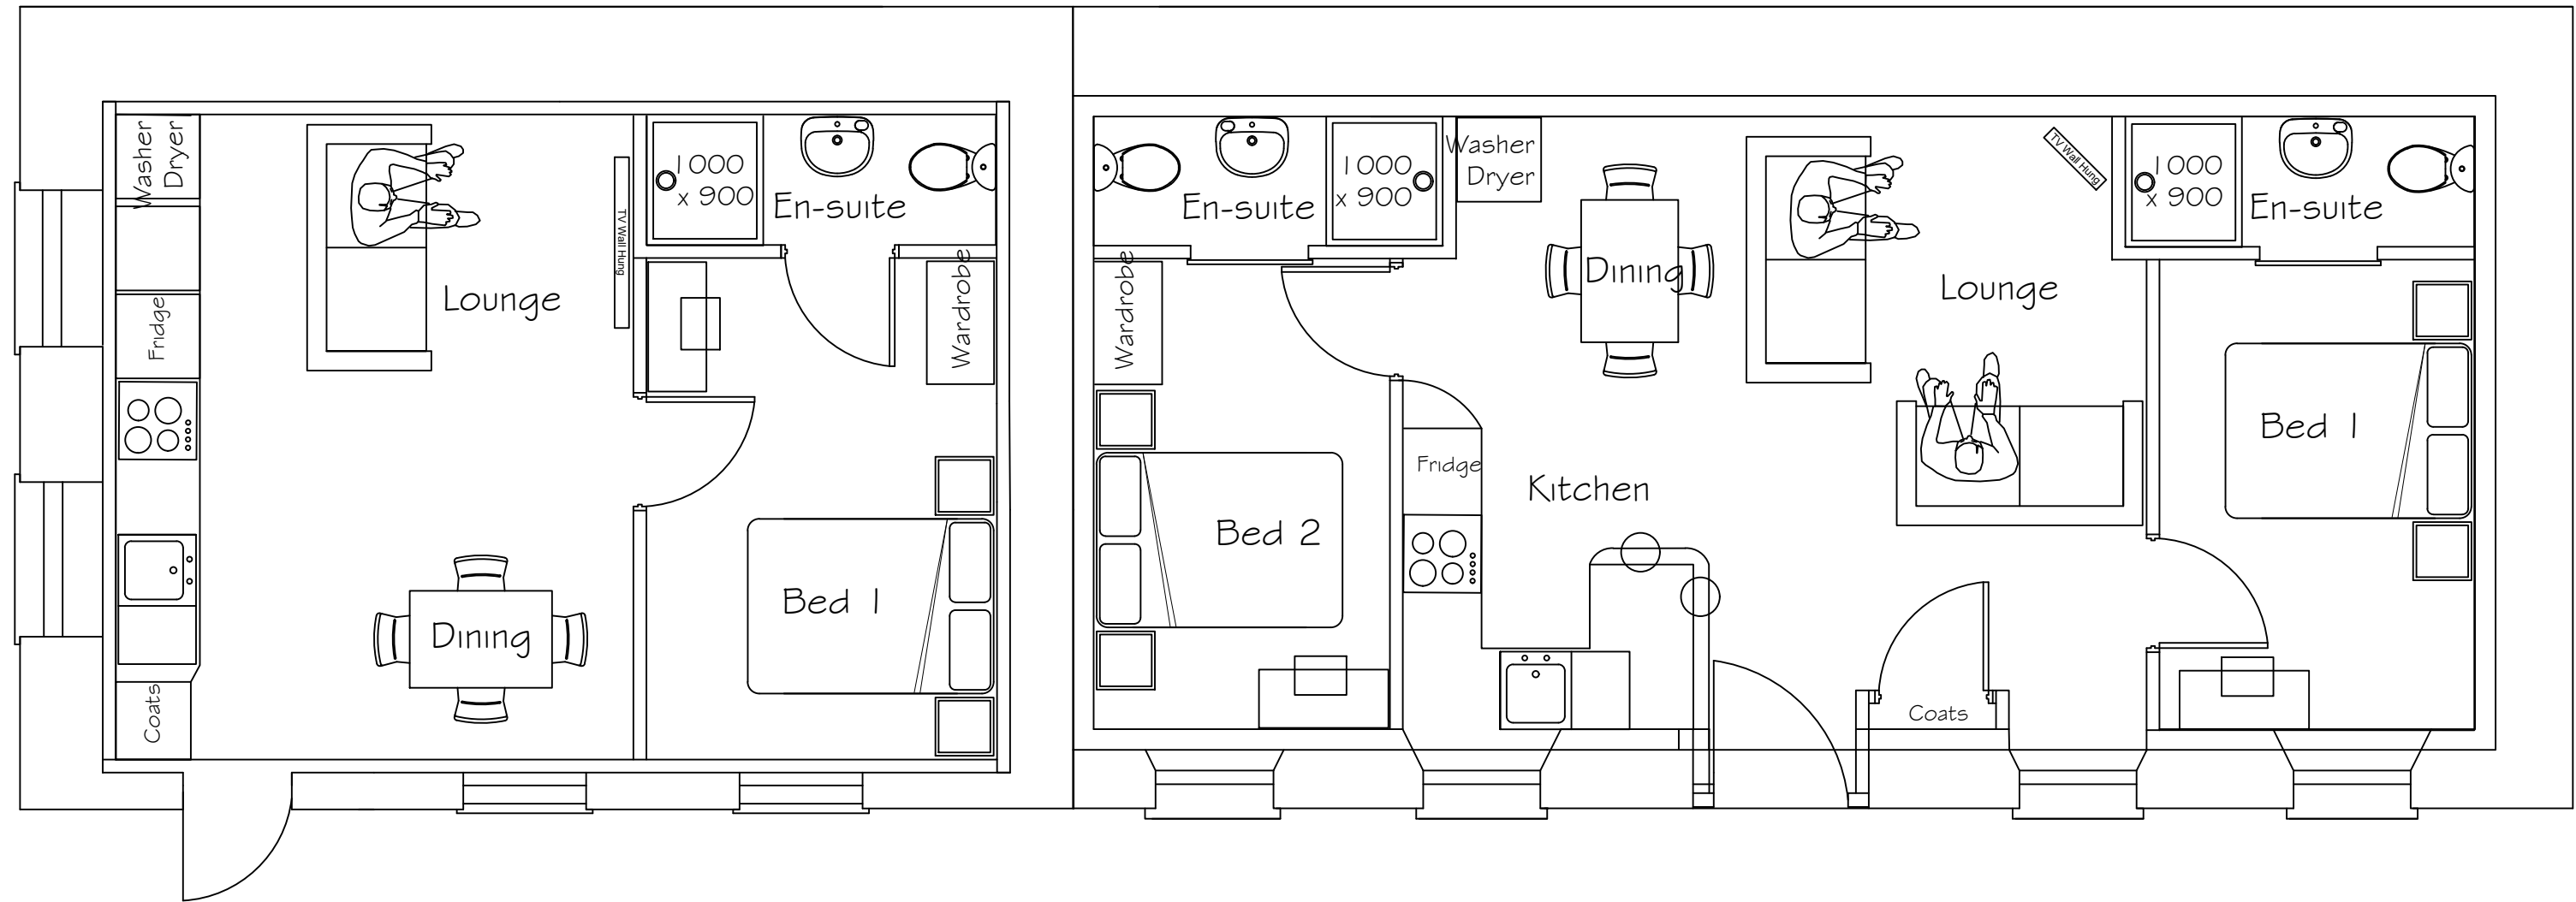 Washer
Dryer
Fridge
Coats
Lounge
TV Wall Hung
1000
x 900
En-suite
Wardrobe
Bed 1
Dining
En-suite
1000
x 900
Washer
Dryer
Wardrobe
Bed 2
Fridge
Kitchen
Dining
Lounge
TV Wall Hung
Coats
1000
x 900
En-suite
Bed 1